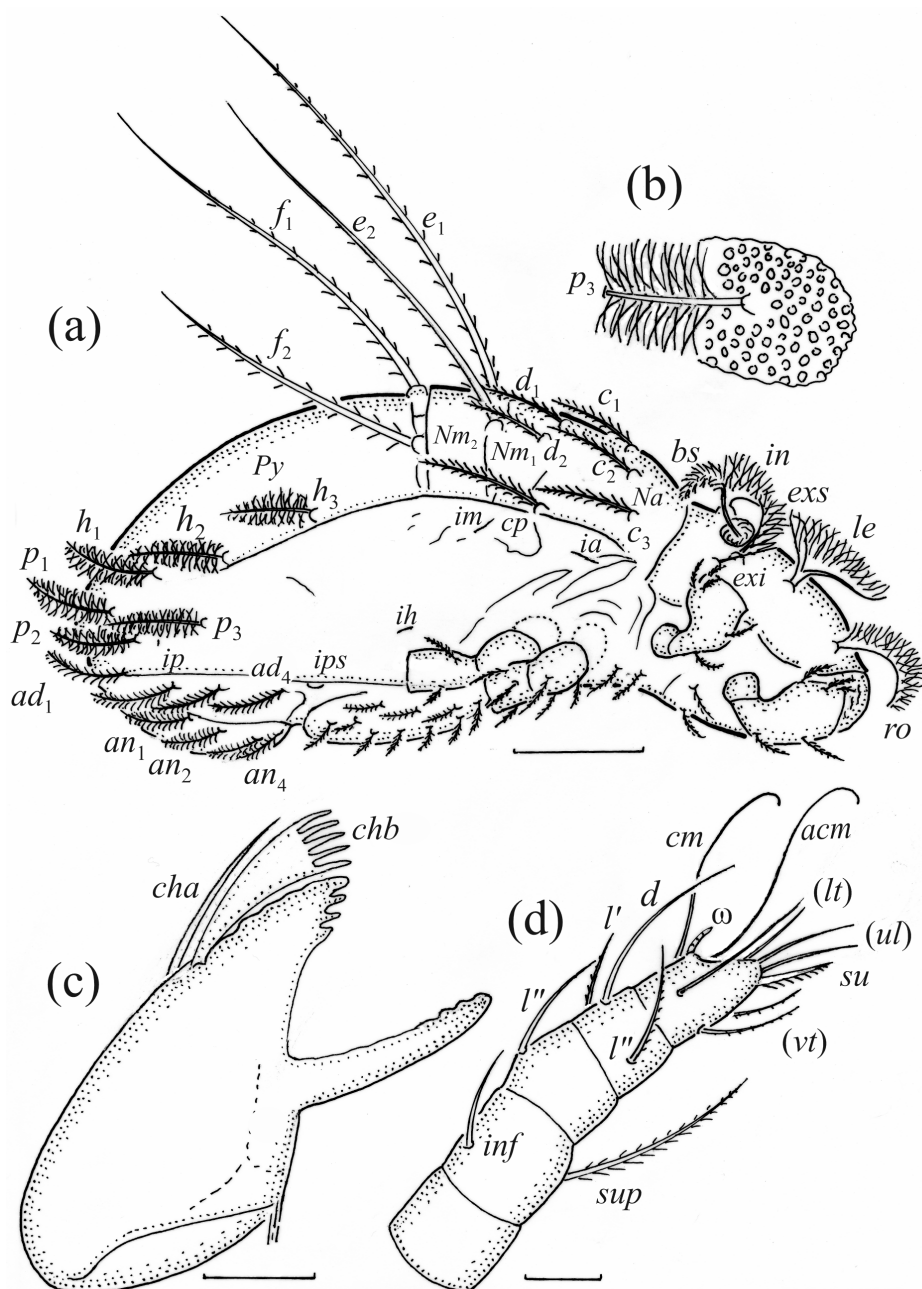 (b)
p3
(a)
f1
e2
e1
f2
d1
c1
Nm2
Nm1
d2
c2
Na
bs
in
exs
le
Py
h3
h1
h2
im
cp
ia
c3
exi
p1
p2
p3
ih
ip
ad4
ips
ad1
an1
an2
an4
ro
chb
cha
(c)
cm
acm
(d)
d
l'
ω
(lt)
(ul)
su
l"
l"
(vt)
inf
sup